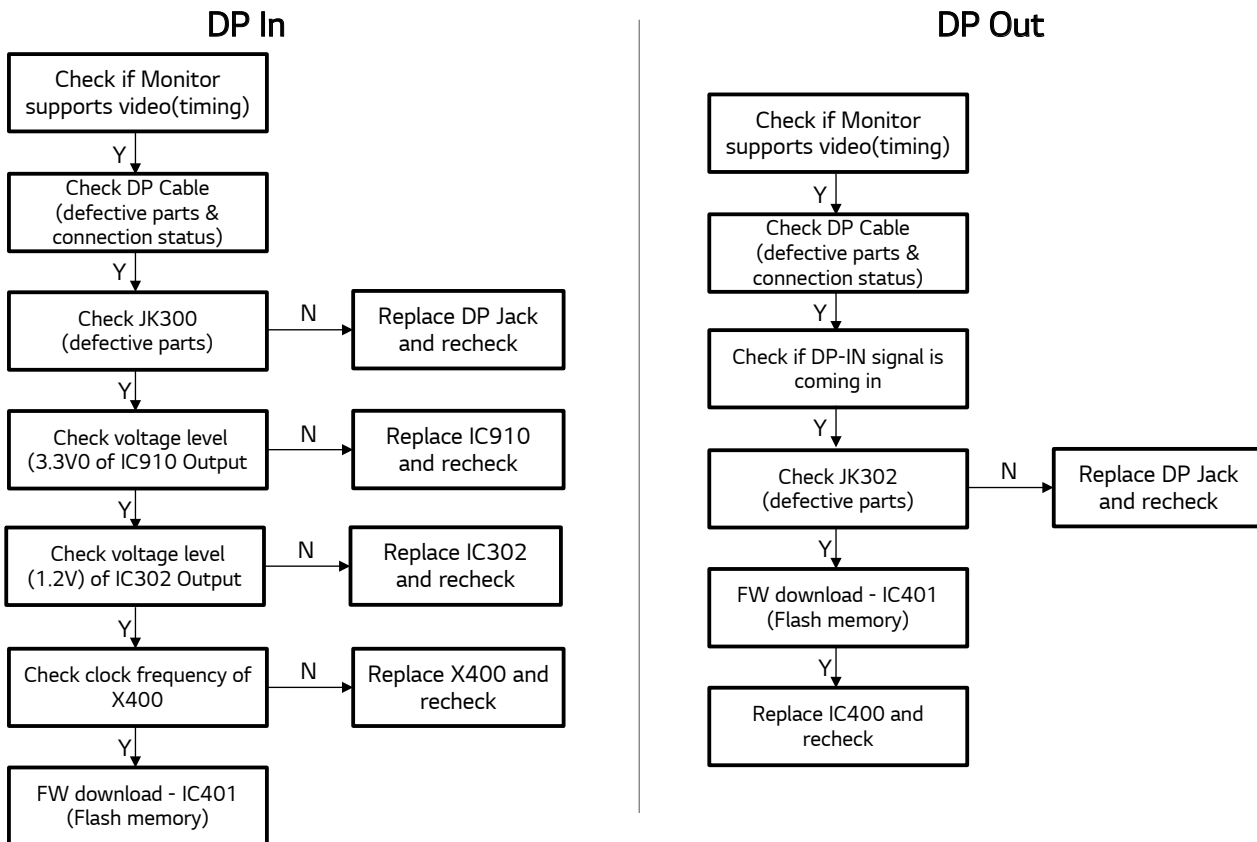 DP In
Check if Monitor
supports video(timing)
Y
Check DP Cable
(defective parts &
connection status)
Y
Check JK300
(defective parts)
N
Replace DP Jack
and recheck
Y
Check voltage level
(3.3V0 of IC910 Output
N
Replace IC910
and recheck
Y
Check voltage level
(1.2V) of IC302 Output
N
Replace IC302
and recheck
Y
Check clock frequency of
X400
N
Replace X400 and
recheck
Y
FW download - IC401
(Flash memory)
DP Out
Check if Monitor
supports video(timing)
Y
Check DP Cable
(defective parts &
connection status)
Y
Check if DP-IN signal is
coming in
Y
Check JK302
(defective parts)
N
Replace DP Jack
and recheck
Y
FW download - IC401
(Flash memory)
Y
Replace IC400 and
recheck